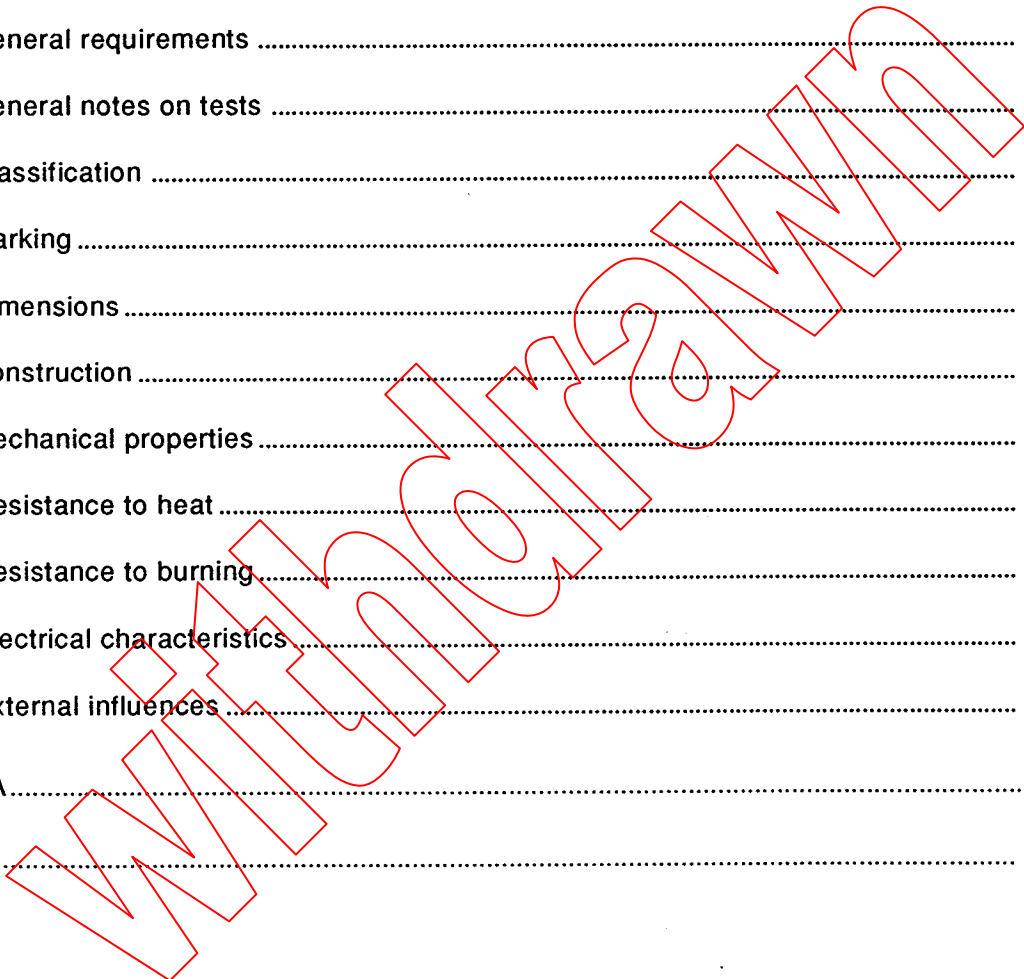 eneral requirements
eneral notes on tests
assification
arking
mensions
onstruction
echanical properties
esistance to heat
esistance to burning
ectrical characteristics
xternal influences
withdrawn